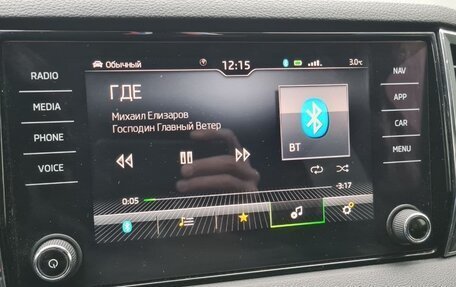 Обычный 12:15 3.0°C
RADIO
MEDIA
PHONE
VOICE
ГДЕ
Михаил Елизаров
Господин Главный Ветер
BT
0:05 -3:17
NAV
APP
CAR
MENU